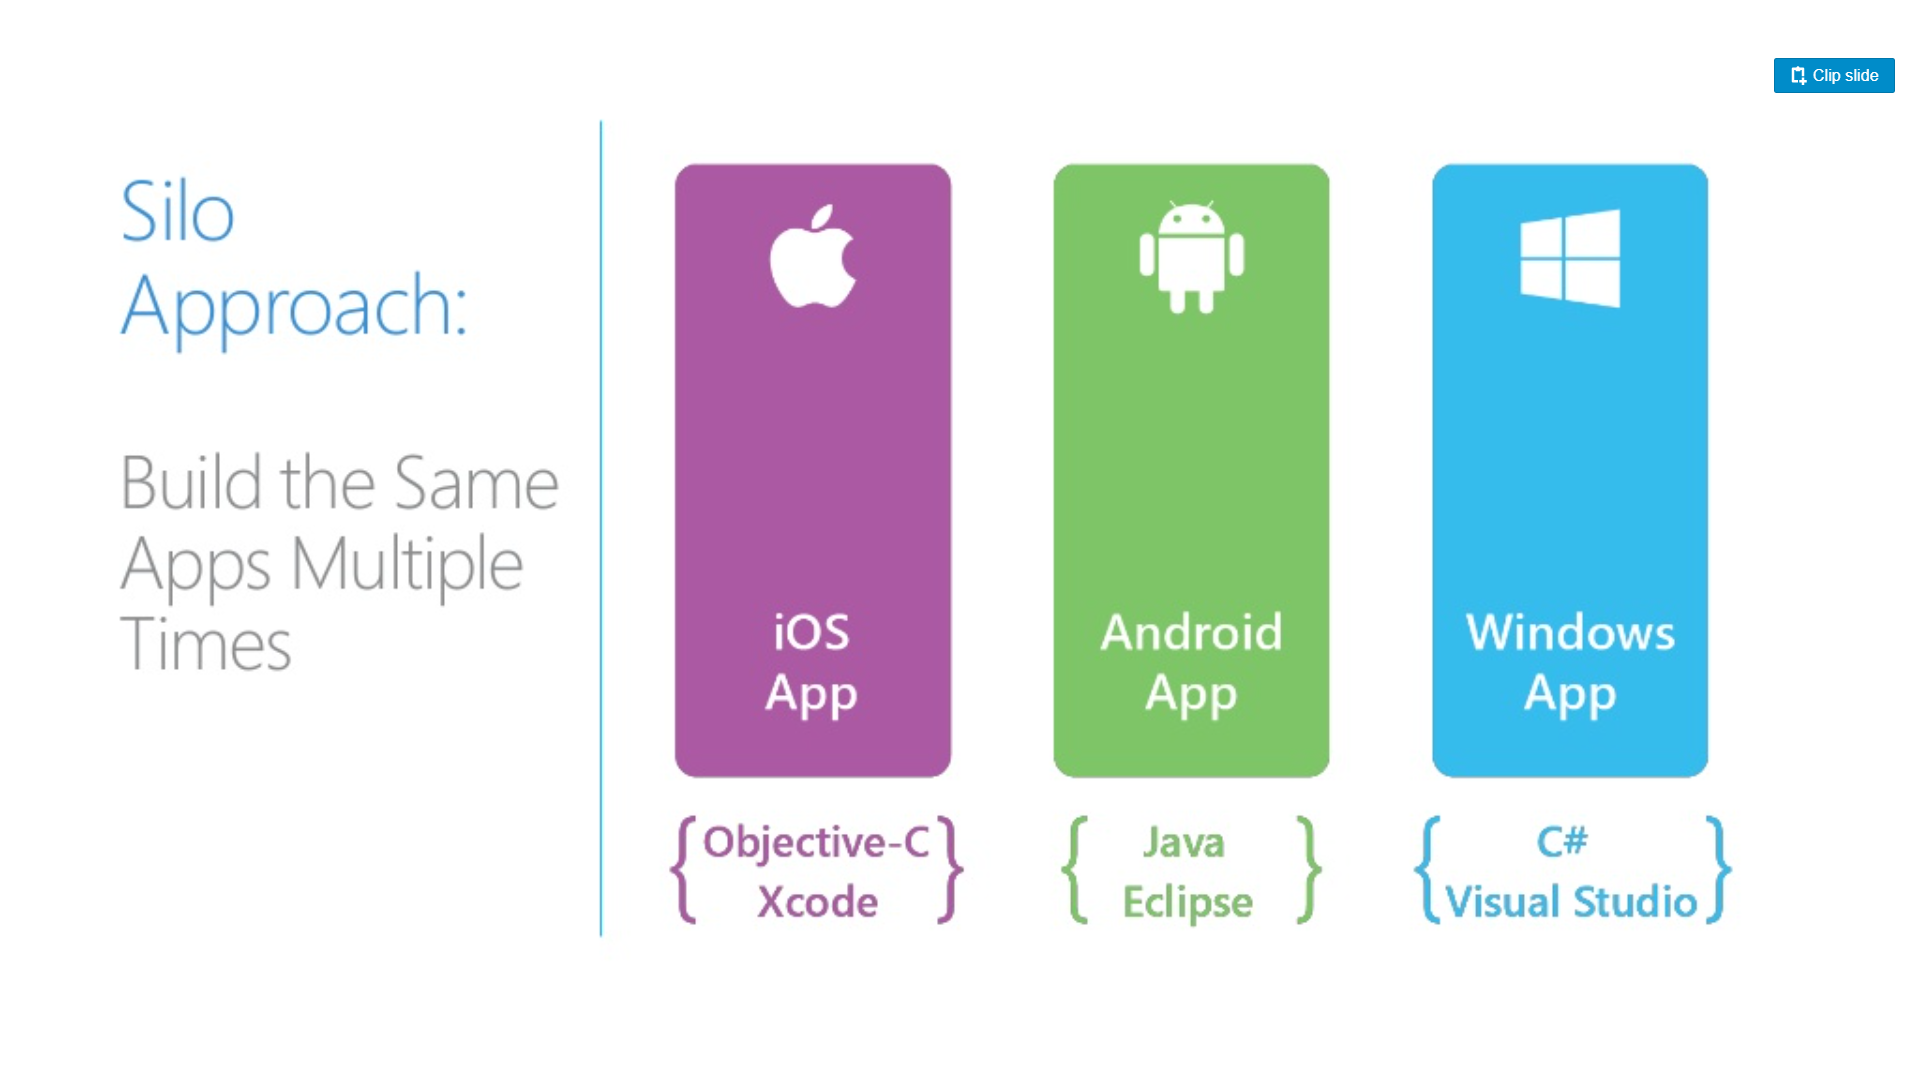 Clip slide
Silo
Approach:
Build the Same
Apps Multiple
Times
iOS
App
Android
App
Windows
App
{Objective-C
Xcode}
{Java
Eclipse}
{C#
Visual Studio}